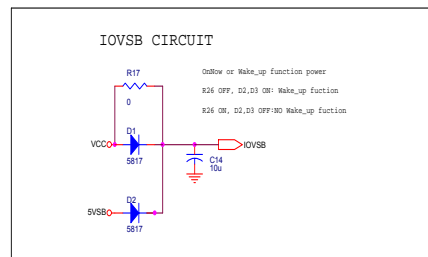 IOVSB CIRCUIT
R17
OnNow or Wake_up function power
R26 OFF, D2,D3 ON: Wake_up fuction
0
R26 ON, D2 D3 OFF:NO Wake_up fuction
D1
VCC
IOVSB
5817
C14
10u
D2
5VSB
5817